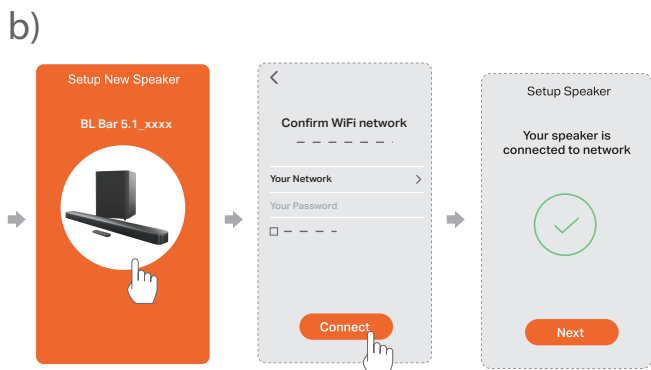 b)
Setup New Speaker
BL Bar 5.1_xxxx
Confirm WiFi network
Your Network
Your Password
Connect
Setup Speaker
Your speaker is
connected to network
Next